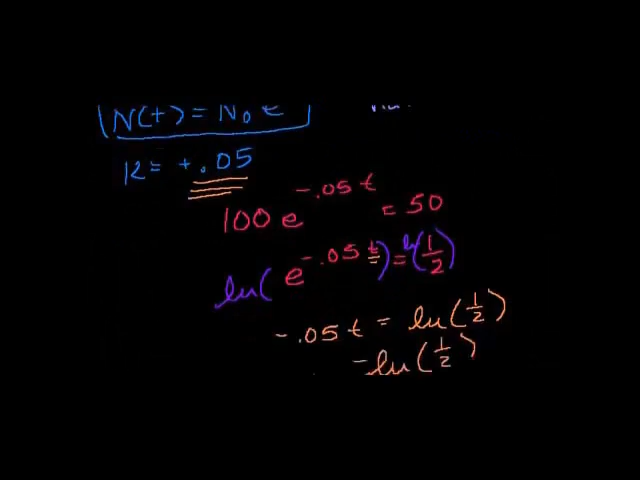 N(t) = N₀ e
k = + .05
100 e^{-.05 t} = 50
ln( e^{-.05 t} ) = ln( 1/2 )
- .05 t = ln( 1/2 )
- ln( 1/2 )